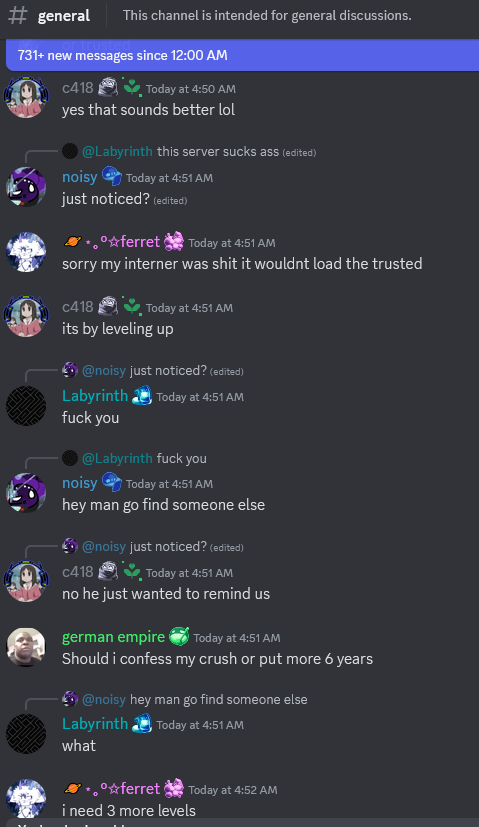 # general
This channel is intended for general discussions.
or trusted
731+ new messages since 12:00 AM
c418 Today at 4:50 AM
yes that sounds better lol
@Labyrinth this server sucks ass (edited)
noisy Today at 4:51 AM
just noticed? (edited)
⋆｡°☆ferret Today at 4:51 AM
sorry my interner was shit it wouldnt load the trusted
c418 Today at 4:51 AM
its by leveling up
@noisy just noticed? (edited)
Labyrinth Today at 4:51 AM
fuck you
@Labyrinth fuck you
noisy Today at 4:51 AM
hey man go find someone else
@noisy just noticed? (edited)
c418 Today at 4:51 AM
no he just wanted to remind us
german empire Today at 4:51 AM
Should i confess my crush or put more 6 years
@noisy hey man go find someone else
Labyrinth Today at 4:51 AM
what
⋆｡°☆ferret Today at 4:52 AM
i need 3 more levels